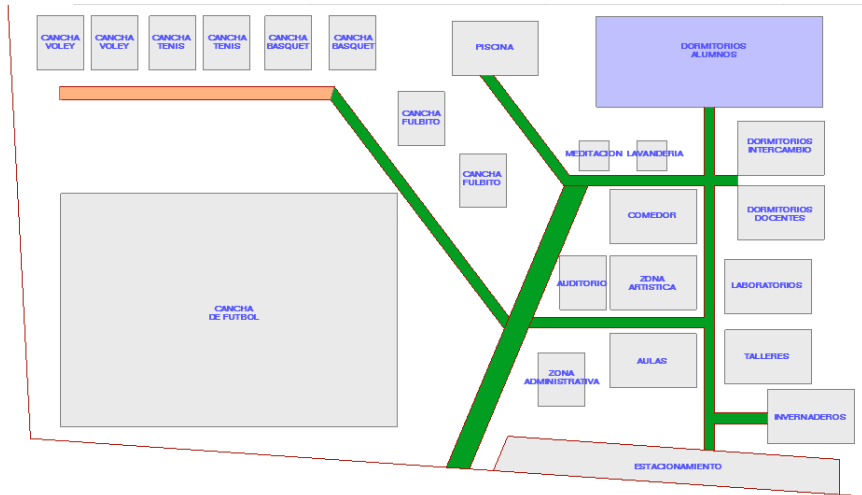 CANCHA
VOLEY
CANCHA
VOLEY
CANCHA
TENIS
CANCHA
TENIS
CANCHA
BASQUET
CANCHA
BASQUET
PISCINA
DORMITORIOS
ALUMNOS
CANCHA
FULBITO
MEDITACION
LAVANDERIA
DORMITORIOS
INTERCAMBIO
CANCHA
FULBITO
COMEDOR
DORMITORIOS
DOCENTES
AUDITORIO
ZONA
ARTISTICA
LABORATORIOS
CANCHA
DE FUTBOL
ZONA
ADMINISTRATIVA
AULAS
TALLERES
INVERNADEROS
ESTACIONAMIENTO